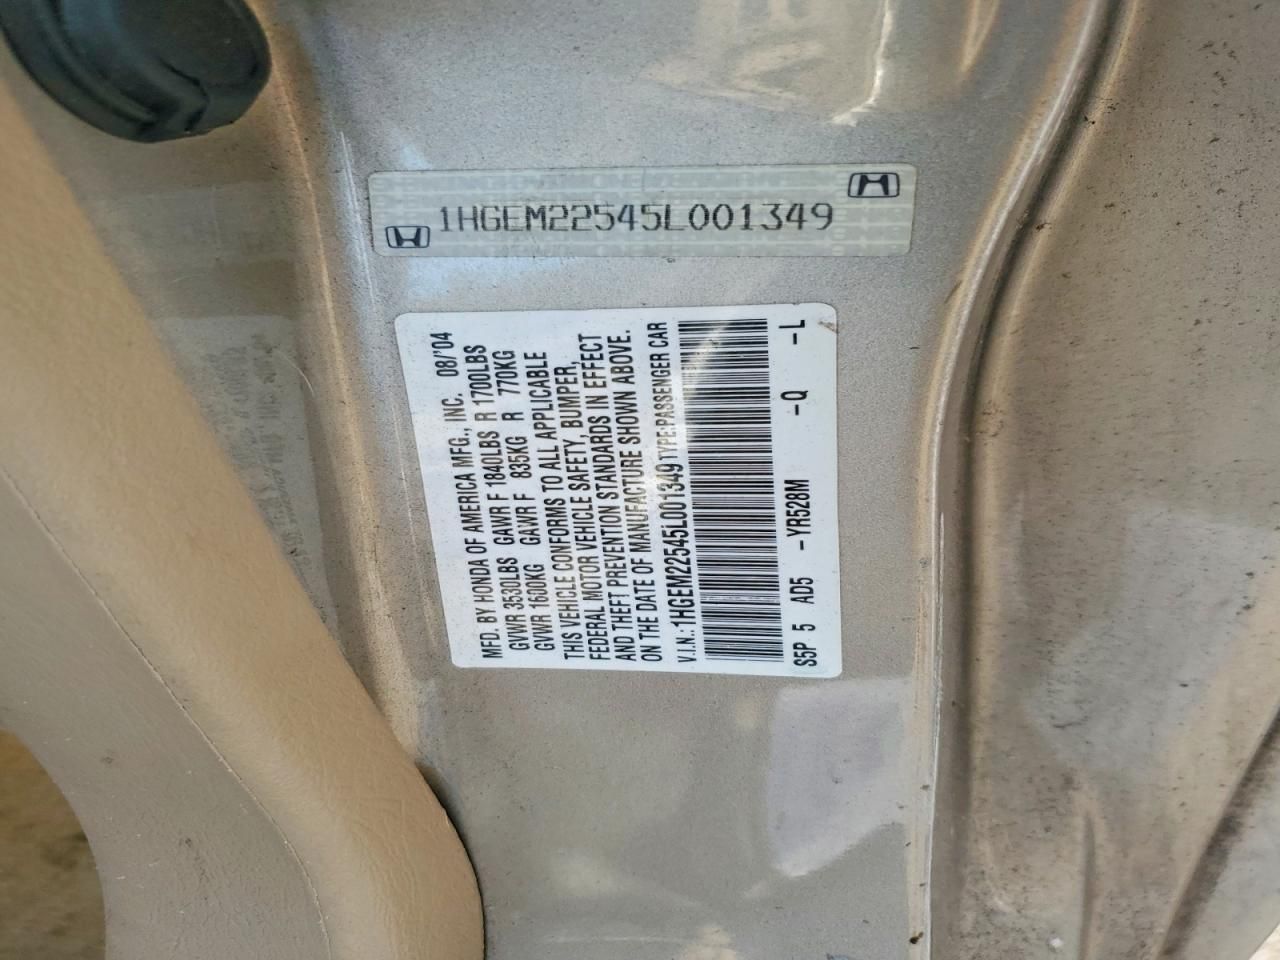 1HGEM22545L001349
MFD. BY HONDA OF AMERICA MFG., INC. 08/'04
GVWR 3530LBS GAWR F 1840LBS R 1700LBS
GVWR 1600KG GAWR F 835KG R 770KG
THIS VEHICLE CONFORMS TO ALL APPLICABLE
FEDERAL MOTOR VEHICLE SAFETY, BUMPER,
AND THEFT PREVENTION STANDARDS IN EFFECT
ON THE DATE OF MANUFACTURE SHOWN ABOVE.
V.I.N.: 1HGEM22545L001349 TYPE:PASSENGER CAR
S5P 5 AD5 -YR528M -Q -L